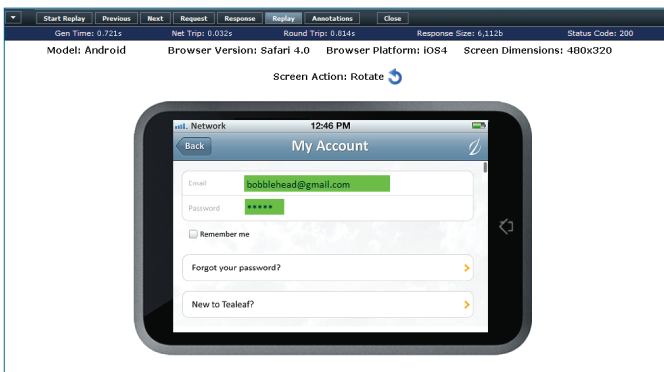 Start Replay Previous Next Request Response Replay Annotations Close
Gen Time: 0.721s Net Trip: 0.032s Round Trip: 0.814s Response Size: 6,112b Status Code: 200
Model: Android Browser Version: Safari 4.0 Browser Platform: iOS4 Screen Dimensions: 480x320
Screen Action: Rotate
Network 12:46 PM
Back My Account
Email bobblehead@gmail.com
Password *****
Remember me
Forgot your password?
New to Tealeaf?